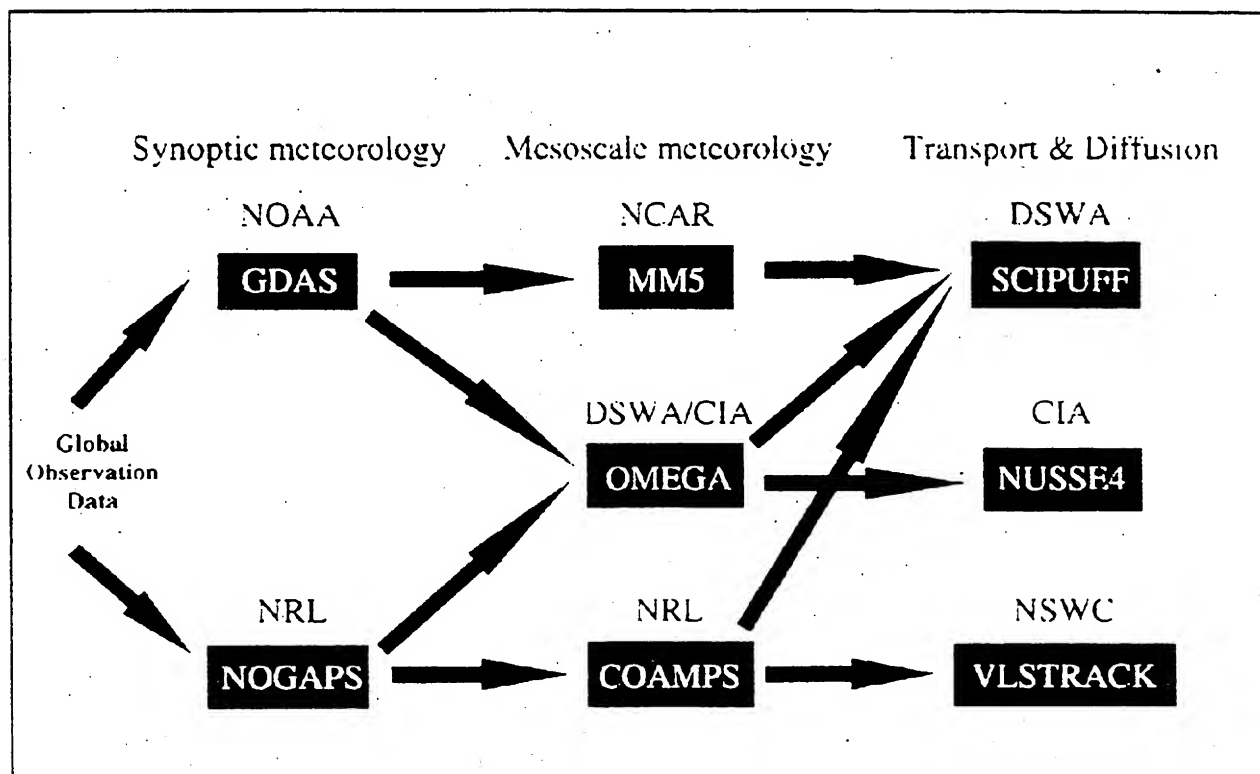 Synoptic meteorology Mesoscale meteorology Transport & Diffusion
NOAA NCAR DSWA
GDAS MM5 SCIPUFF
DSWA/CIA CIA
Global
Observation
Data
OMEGA NUSSE4
NRL NRL NSWC
NOGAPS COAMPS VLSTRACK